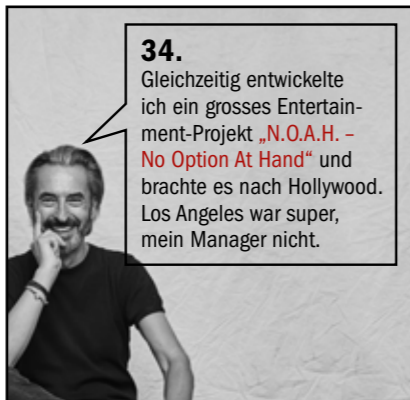 34.
Gleichzeitig entwickelte
ich ein grosses Entertain-
ment-Projekt „N.O.A.H. –
No Option At Hand“ und
brachte es nach Hollywood.
Los Angeles war super,
mein Manager nicht.